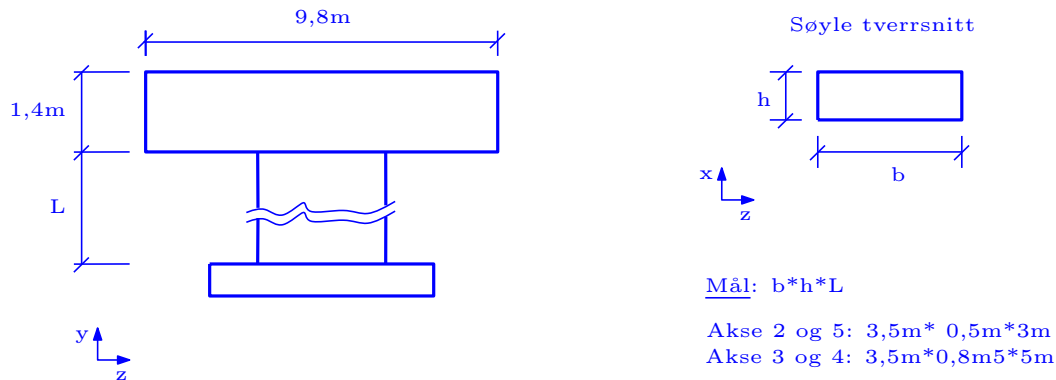 9,8m
Søyle tverrsnitt
1,4m
h
L
b
x
z
Mål: b*h*L
Akse 2 og 5: 3,5m* 0,5m*3m
Akse 3 og 4: 3,5m*0,8m5*5m
y
z